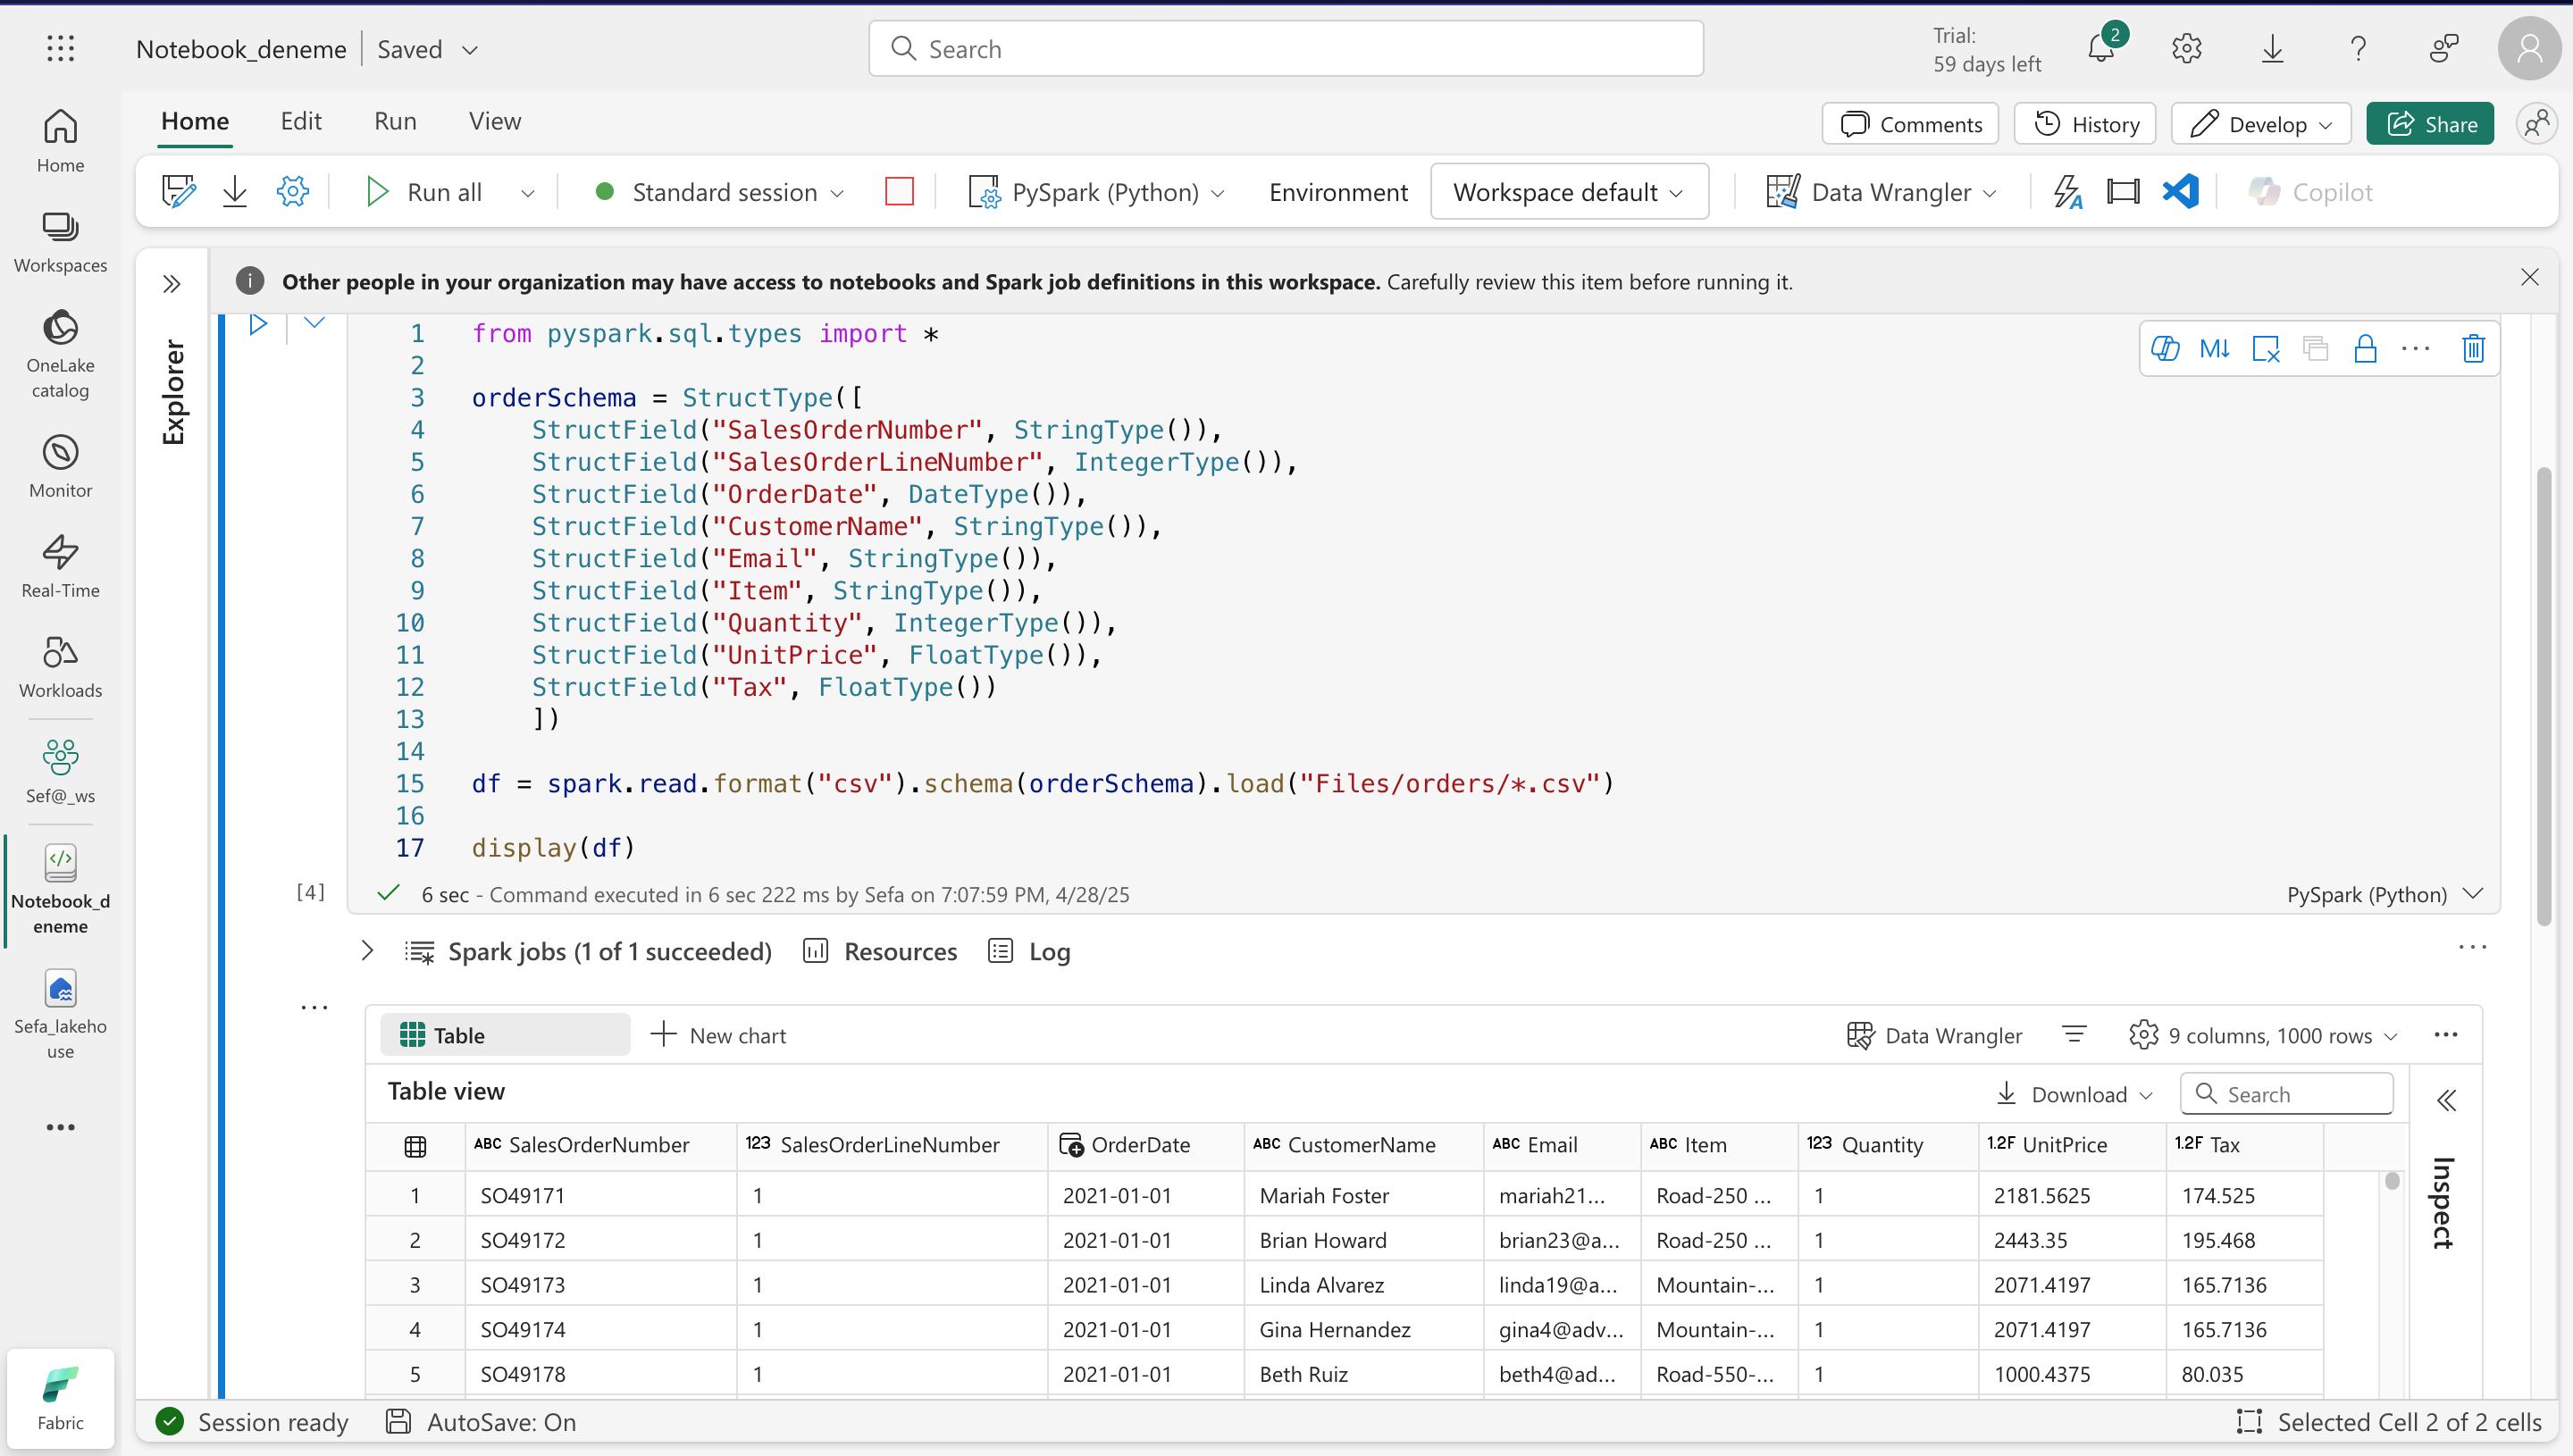 Notebook_deneme | Saved
Search
Trial:
59 days left
2
Home
Workspaces
OneLake
catalog
Monitor
Real-Time
Workloads
Sef@_ws
Notebook_d
eneme
Sefa_lakeho
use
Fabric
Home Edit Run View
Comments History Develop Share
Run all Standard session PySpark (Python) Environment Workspace default Data Wrangler Copilot
Explorer
Other people in your organization may have access to notebooks and Spark job definitions in this workspace. Carefully review this item before running it.
M↓
1 from pyspark.sql.types import *
2
3 orderSchema = StructType([
4     StructField("SalesOrderNumber", StringType()),
5     StructField("SalesOrderLineNumber", IntegerType()),
6     StructField("OrderDate", DateType()),
7     StructField("CustomerName", StringType()),
8     StructField("Email", StringType()),
9     StructField("Item", StringType()),
10     StructField("Quantity", IntegerType()),
11     StructField("UnitPrice", FloatType()),
12     StructField("Tax", FloatType())
13     ])
14
15 df = spark.read.format("csv").schema(orderSchema).load("Files/orders/*.csv")
16
17 display(df)
[4] 6 sec - Command executed in 6 sec 222 ms by Sefa on 7:07:59 PM, 4/28/25 PySpark (Python)
Spark jobs (1 of 1 succeeded) Resources Log
Table New chart Data Wrangler 9 columns, 1000 rows
Table view Download Search
Inspect
ABC SalesOrderNumber 123 SalesOrderLineNumber OrderDate ABC CustomerName ABC Email ABC Item 123 Quantity 1.2F UnitPrice 1.2F Tax
1 SO49171 1 2021-01-01 Mariah Foster mariah21... Road-250 ... 1 2181.5625 174.525
2 SO49172 1 2021-01-01 Brian Howard brian23@a... Road-250 ... 1 2443.35 195.468
3 SO49173 1 2021-01-01 Linda Alvarez linda19@a... Mountain-... 1 2071.4197 165.7136
4 SO49174 1 2021-01-01 Gina Hernandez gina4@adv... Mountain-... 1 2071.4197 165.7136
5 SO49178 1 2021-01-01 Beth Ruiz beth4@ad... Road-550-... 1 1000.4375 80.035
Session ready AutoSave: On Selected Cell 2 of 2 cells